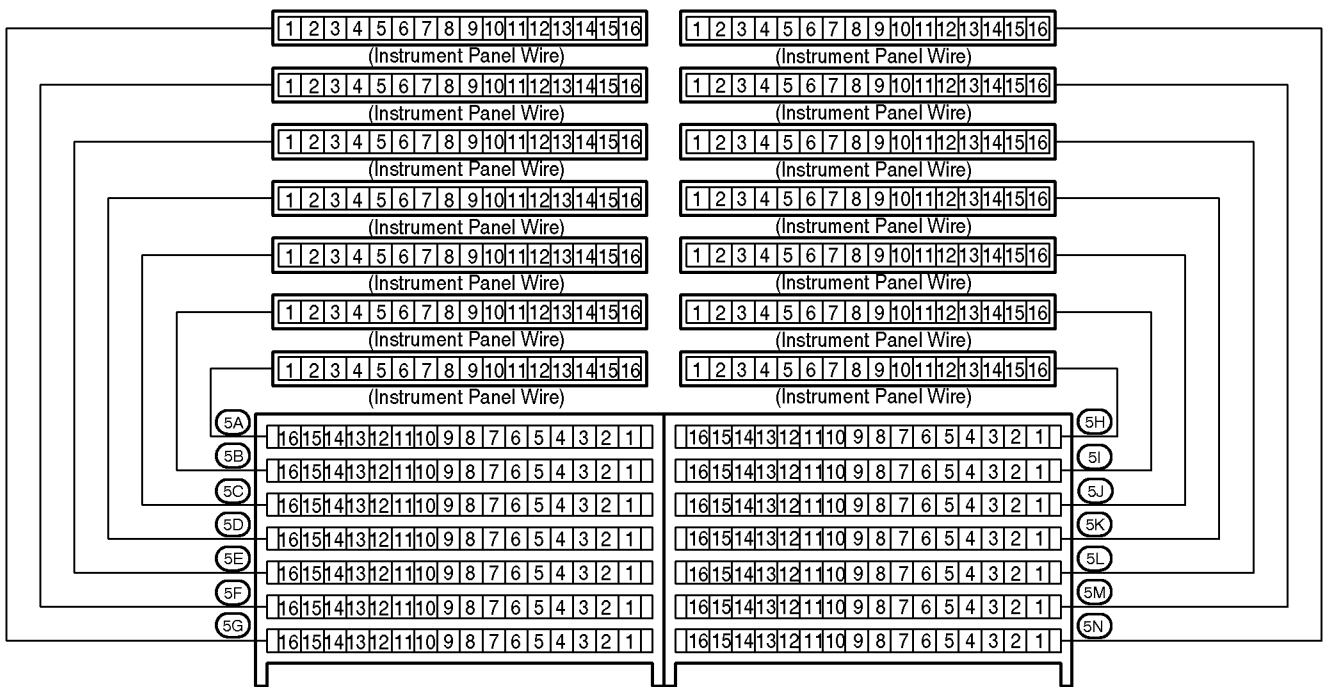 1 2 3 4 5 6 7 8 9 10 11 12 13 14 15 16 1 2 3 4 5 6 7 8 9 10 11 12 13 14 15 16
(Instrument Panel Wire) (Instrument Panel Wire)
1 2 3 4 5 6 7 8 9 10 11 12 13 14 15 16 1 2 3 4 5 6 7 8 9 10 11 12 13 14 15 16
(Instrument Panel Wire) (Instrument Panel Wire)
1 2 3 4 5 6 7 8 9 10 11 12 13 14 15 16 1 2 3 4 5 6 7 8 9 10 11 12 13 14 15 16
(Instrument Panel Wire) (Instrument Panel Wire)
1 2 3 4 5 6 7 8 9 10 11 12 13 14 15 16 1 2 3 4 5 6 7 8 9 10 11 12 13 14 15 16
(Instrument Panel Wire) (Instrument Panel Wire)
1 2 3 4 5 6 7 8 9 10 11 12 13 14 15 16 1 2 3 4 5 6 7 8 9 10 11 12 13 14 15 16
(Instrument Panel Wire) (Instrument Panel Wire)
1 2 3 4 5 6 7 8 9 10 11 12 13 14 15 16 1 2 3 4 5 6 7 8 9 10 11 12 13 14 15 16
(Instrument Panel Wire) (Instrument Panel Wire)
1 2 3 4 5 6 7 8 9 10 11 12 13 14 15 16 1 2 3 4 5 6 7 8 9 10 11 12 13 14 15 16
(Instrument Panel Wire) (Instrument Panel Wire)
5A 5H
16 15 14 13 12 11 10 9 8 7 6 5 4 3 2 1 16 15 14 13 12 11 10 9 8 7 6 5 4 3 2 1
5B 5I
16 15 14 13 12 11 10 9 8 7 6 5 4 3 2 1 16 15 14 13 12 11 10 9 8 7 6 5 4 3 2 1
5C 5J
16 15 14 13 12 11 10 9 8 7 6 5 4 3 2 1 16 15 14 13 12 11 10 9 8 7 6 5 4 3 2 1
5D 5K
16 15 14 13 12 11 10 9 8 7 6 5 4 3 2 1 16 15 14 13 12 11 10 9 8 7 6 5 4 3 2 1
5E 5L
16 15 14 13 12 11 10 9 8 7 6 5 4 3 2 1 16 15 14 13 12 11 10 9 8 7 6 5 4 3 2 1
5F 5M
16 15 14 13 12 11 10 9 8 7 6 5 4 3 2 1 16 15 14 13 12 11 10 9 8 7 6 5 4 3 2 1
5G 5N
16 15 14 13 12 11 10 9 8 7 6 5 4 3 2 1 16 15 14 13 12 11 10 9 8 7 6 5 4 3 2 1